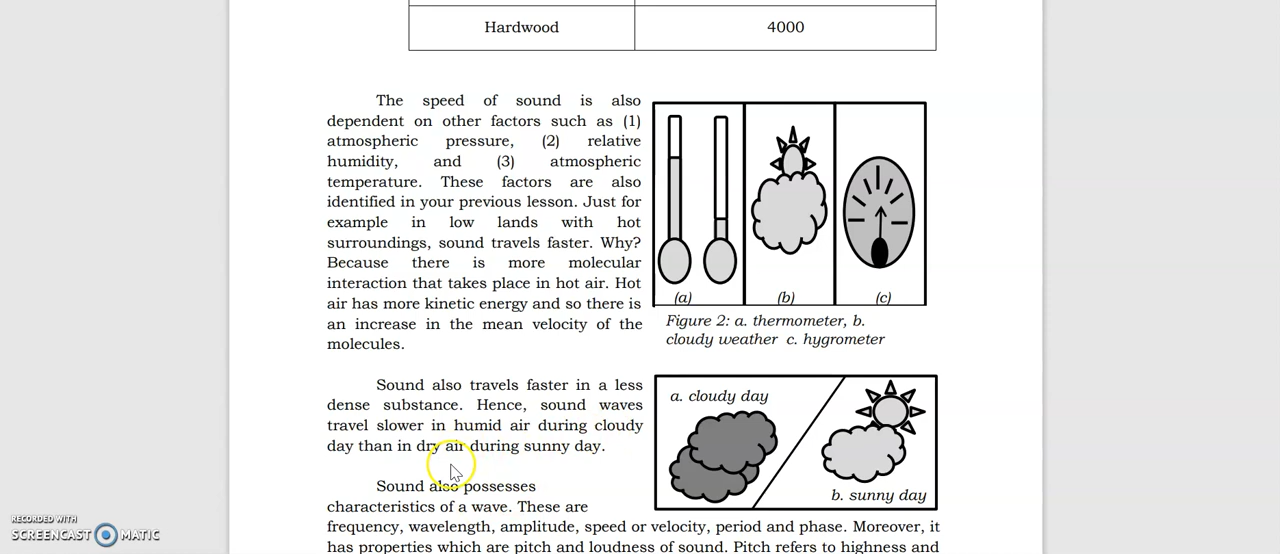 Hardwood 4000
The speed of sound is also
dependent on other factors such as (1)
atmospheric pressure, (2) relative
humidity, and (3) atmospheric
temperature. These factors are also
identified in your previous lesson. Just for
example in low lands with hot
surroundings, sound travels faster. Why?
Because there is more molecular
interaction that takes place in hot air. Hot
air has more kinetic energy and so there is
an increase in the mean velocity of the
molecules.
(a) (b) (c)
Figure 2: a. thermometer, b.
cloudy weather c. hygrometer
Sound also travels faster in a less
dense substance. Hence, sound waves
travel slower in humid air during cloudy
day than in dry air during sunny day.
a. cloudy day
b. sunny day
Sound also possesses
characteristics of a wave. These are
frequency, wavelength, amplitude, speed or velocity, period and phase. Moreover, it
has properties which are pitch and loudness of sound. Pitch refers to highness and
RECORDED WITH
SCREENCAST MATIC